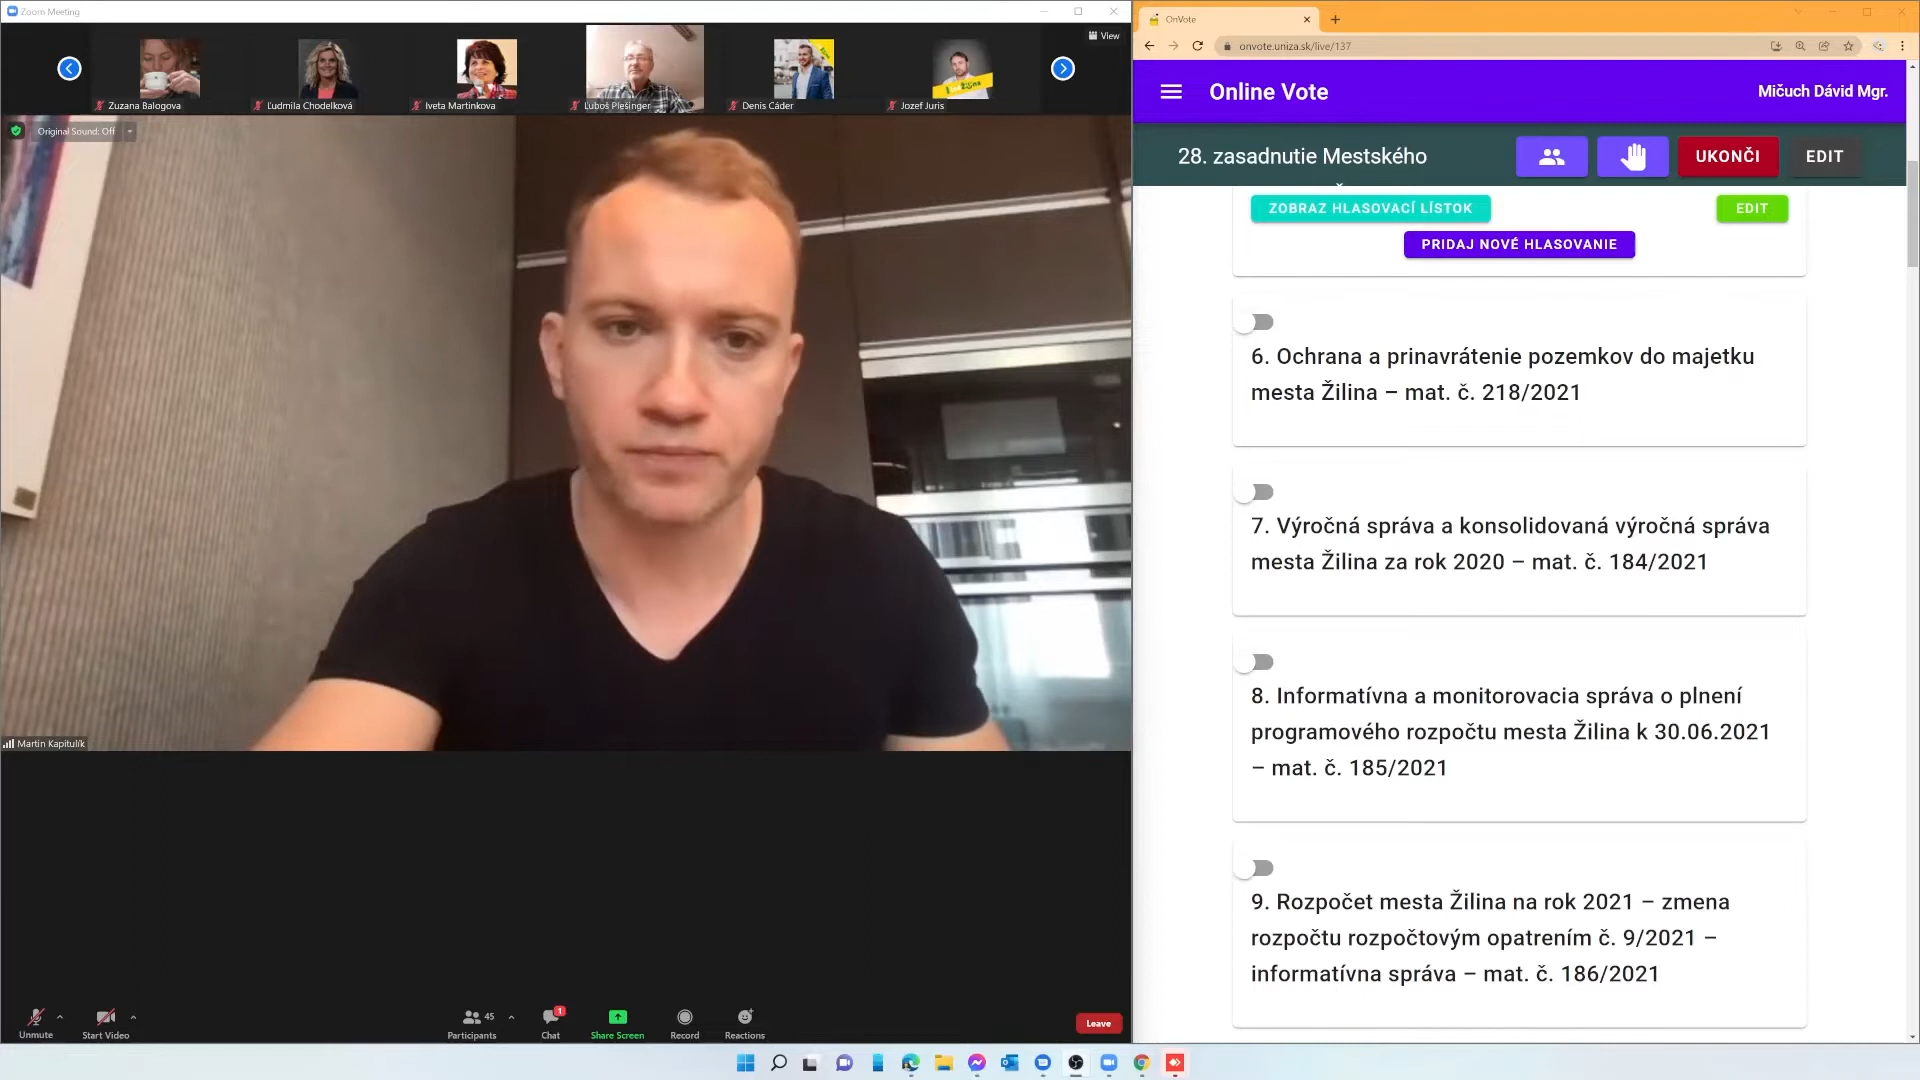 Zoom Meeting
View
Zuzana Balogova
Ľudmila Chodelková
Iveta Martinkova
Ľuboš Plešinger
Denis Cáder
Jozef Juris
Original Sound: Off
Martin Kapitulík
Unmute
Start Video
45
Participants
1
Chat
Share Screen
Record
Reactions
Leave
OnVote
onvote.uniza.sk/live/137
Online Vote
Mičuch Dávid Mgr.
28. zasadnutie Mestského
UKONČI
EDIT
ZOBRAZ HLASOVACÍ LÍSTOK
EDIT
PRIDAJ NOVÉ HLASOVANIE
6. Ochrana a prinavrátenie pozemkov do majetku
mesta Žilina – mat. č. 218/2021
7. Výročná správa a konsolidovaná výročná správa
mesta Žilina za rok 2020 – mat. č. 184/2021
8. Informatívna a monitorovacia správa o plnení
programového rozpočtu mesta Žilina k 30.06.2021
– mat. č. 185/2021
9. Rozpočet mesta Žilina na rok 2021 – zmena
rozpočtu rozpočtovým opatrením č. 9/2021 –
informatívna správa – mat. č. 186/2021